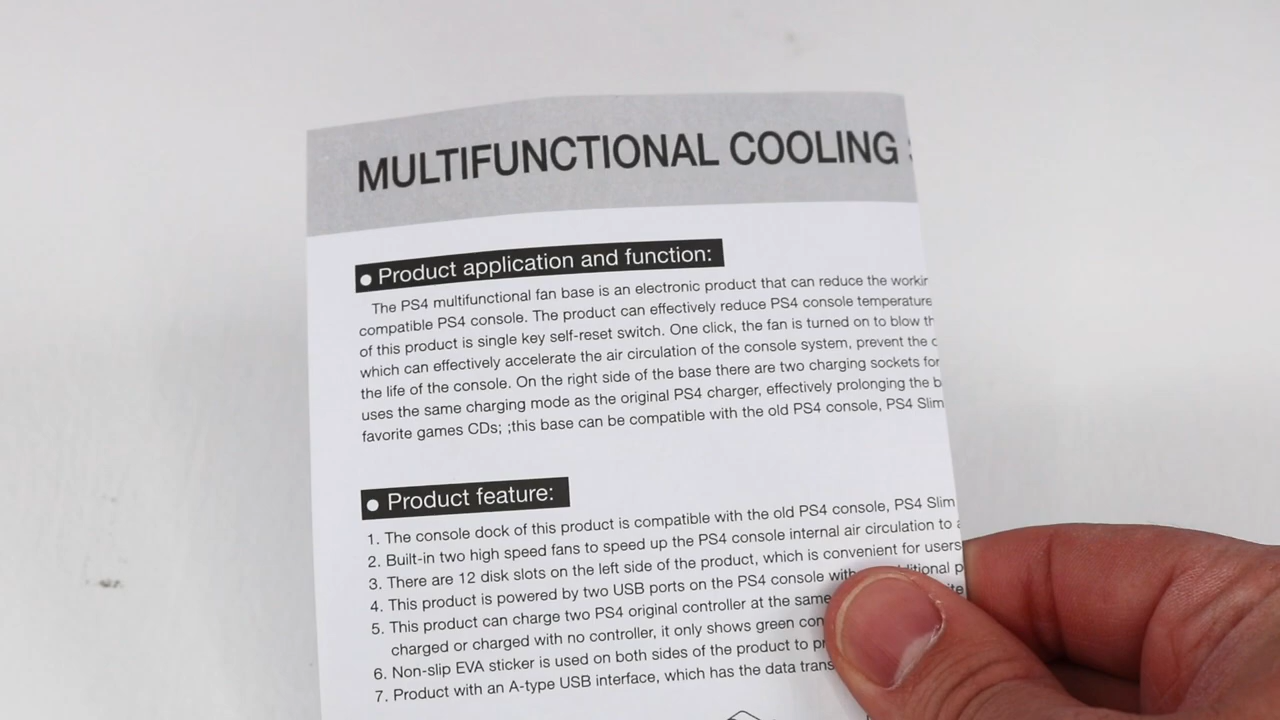 MULTIFUNCTIONAL COOLING
● Product application and function:
The PS4 multifunctional fan base is an electronic product that can reduce the
compatible PS4 console. The product can effectively reduce PS4 console temperature
of this product is single key self-reset switch. One click, the fan is turned on to blow
which can effectively accelerate the air circulation of the console system, prevent the
the life of the console. On the right side of the base there are two charging sockets for
uses the same charging mode as the original PS4 charger, effectively prolonging the
favorite games CDs; ;this base can be compatible with the old PS4 console, PS4 Slim
● Product feature:
1. The console dock of this product is compatible with the old PS4 console, PS4 Slim
2. Built-in two high speed fans to speed up the PS4 console internal air circulation to
3. There are 12 disk slots on the left side of the product, which is convenient for users
4. This product is powered by two USB ports on the PS4 console
5. This product can charge two PS4 original controller at the same
charged or charged with no controller, it only shows green
6. Non-slip EVA sticker is used on both sides of the product to
7. Product with an A-type USB interface, which has the data